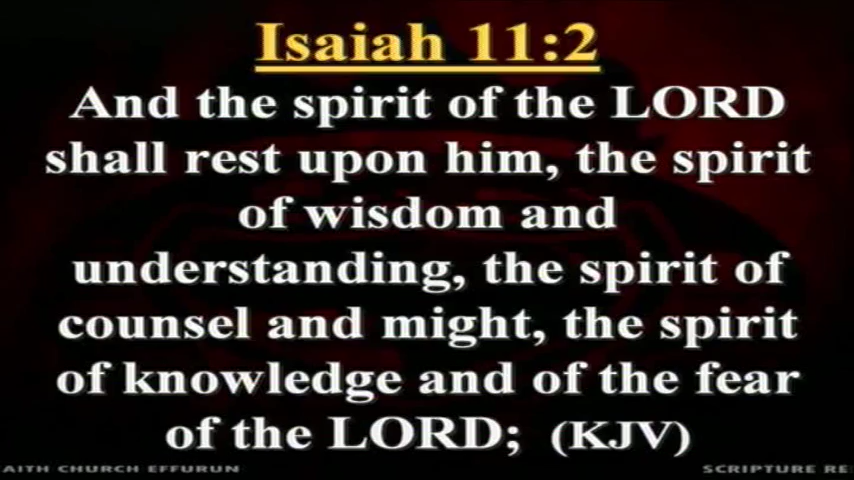 Isaiah 11:2
And the spirit of the LORD
shall rest upon him, the spirit
of wisdom and
understanding, the spirit of
counsel and might, the spirit
of knowledge and of the fear
of the LORD; (KJV)
AITH CHURCH EFFURUN
SCRIPTURE RE